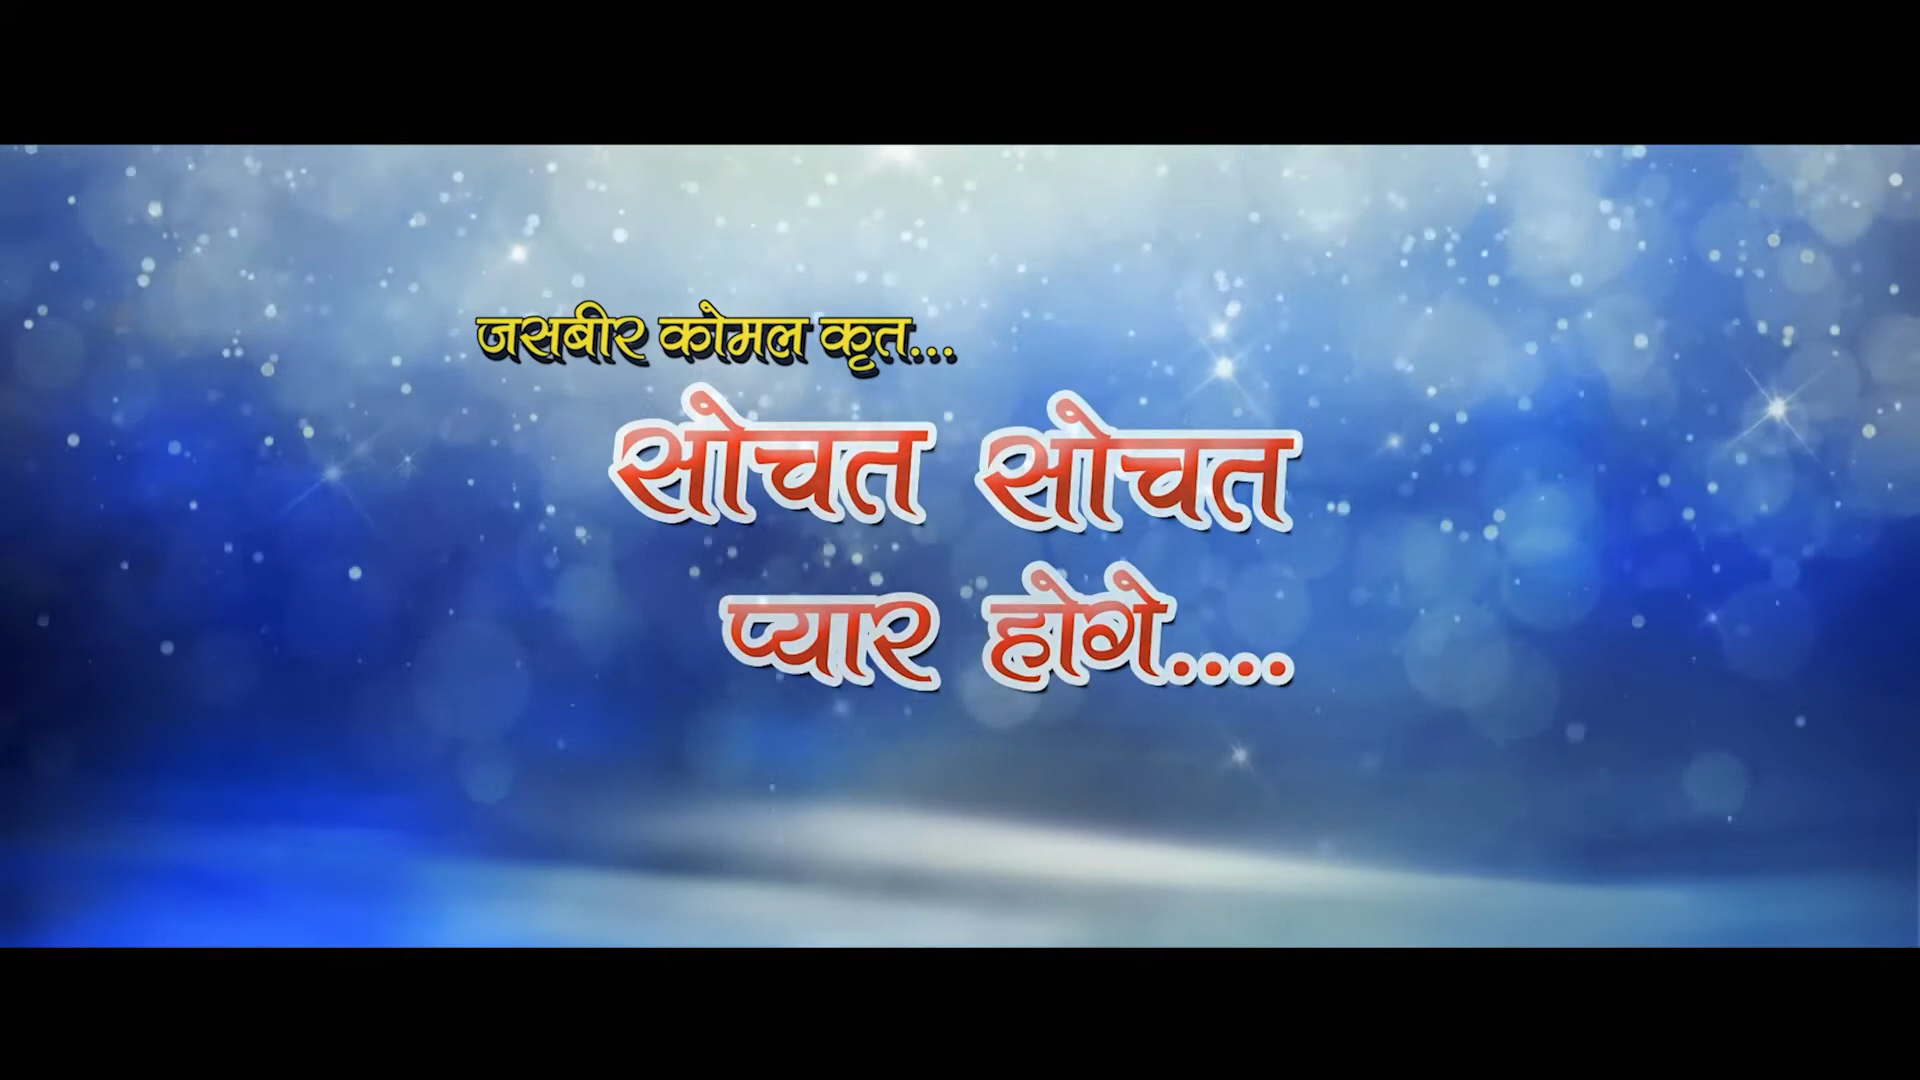 जसबीर कोमल कृत...
सोचत सोचत
प्यार होगे....